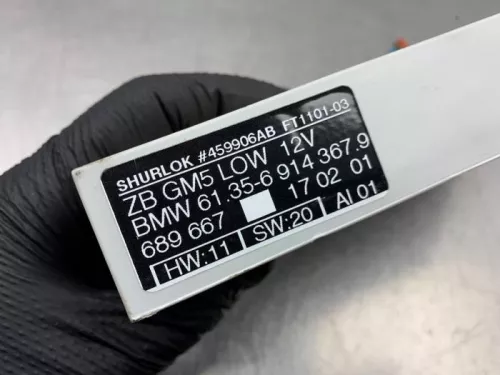 SHURLOK #459906AB FT1101-03
ZB GM5 LOW 12V
BMW 61.35-6 914 367.9
689 667 17 02 01
HW:11 SW:20 AI 01